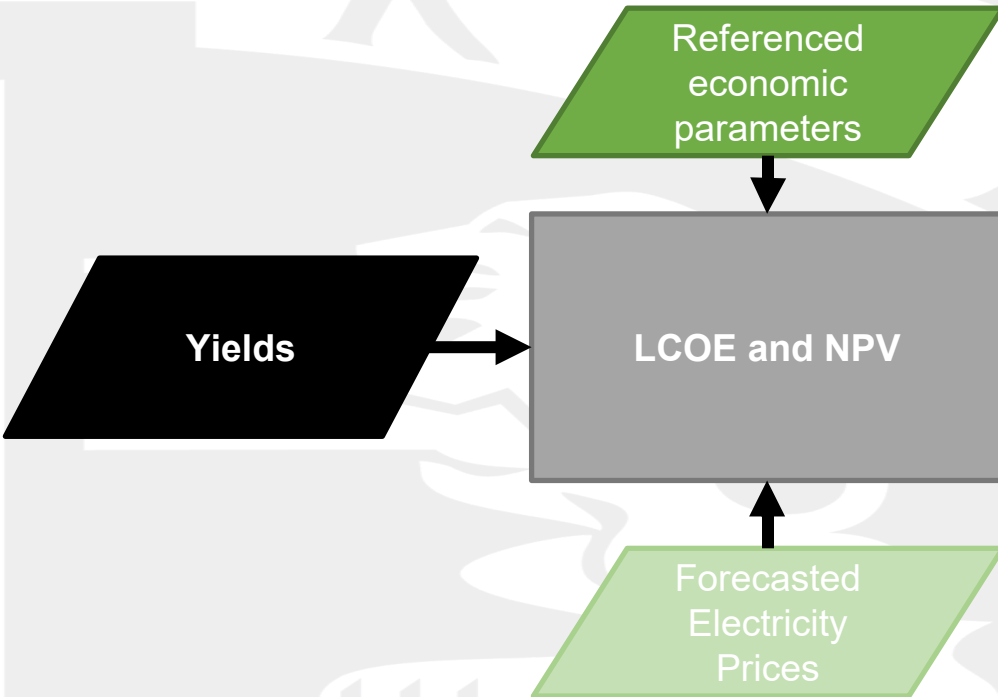 Referenced
economic
parameters
Yields
LCOE and NPV
Forecasted
Electricity
Prices